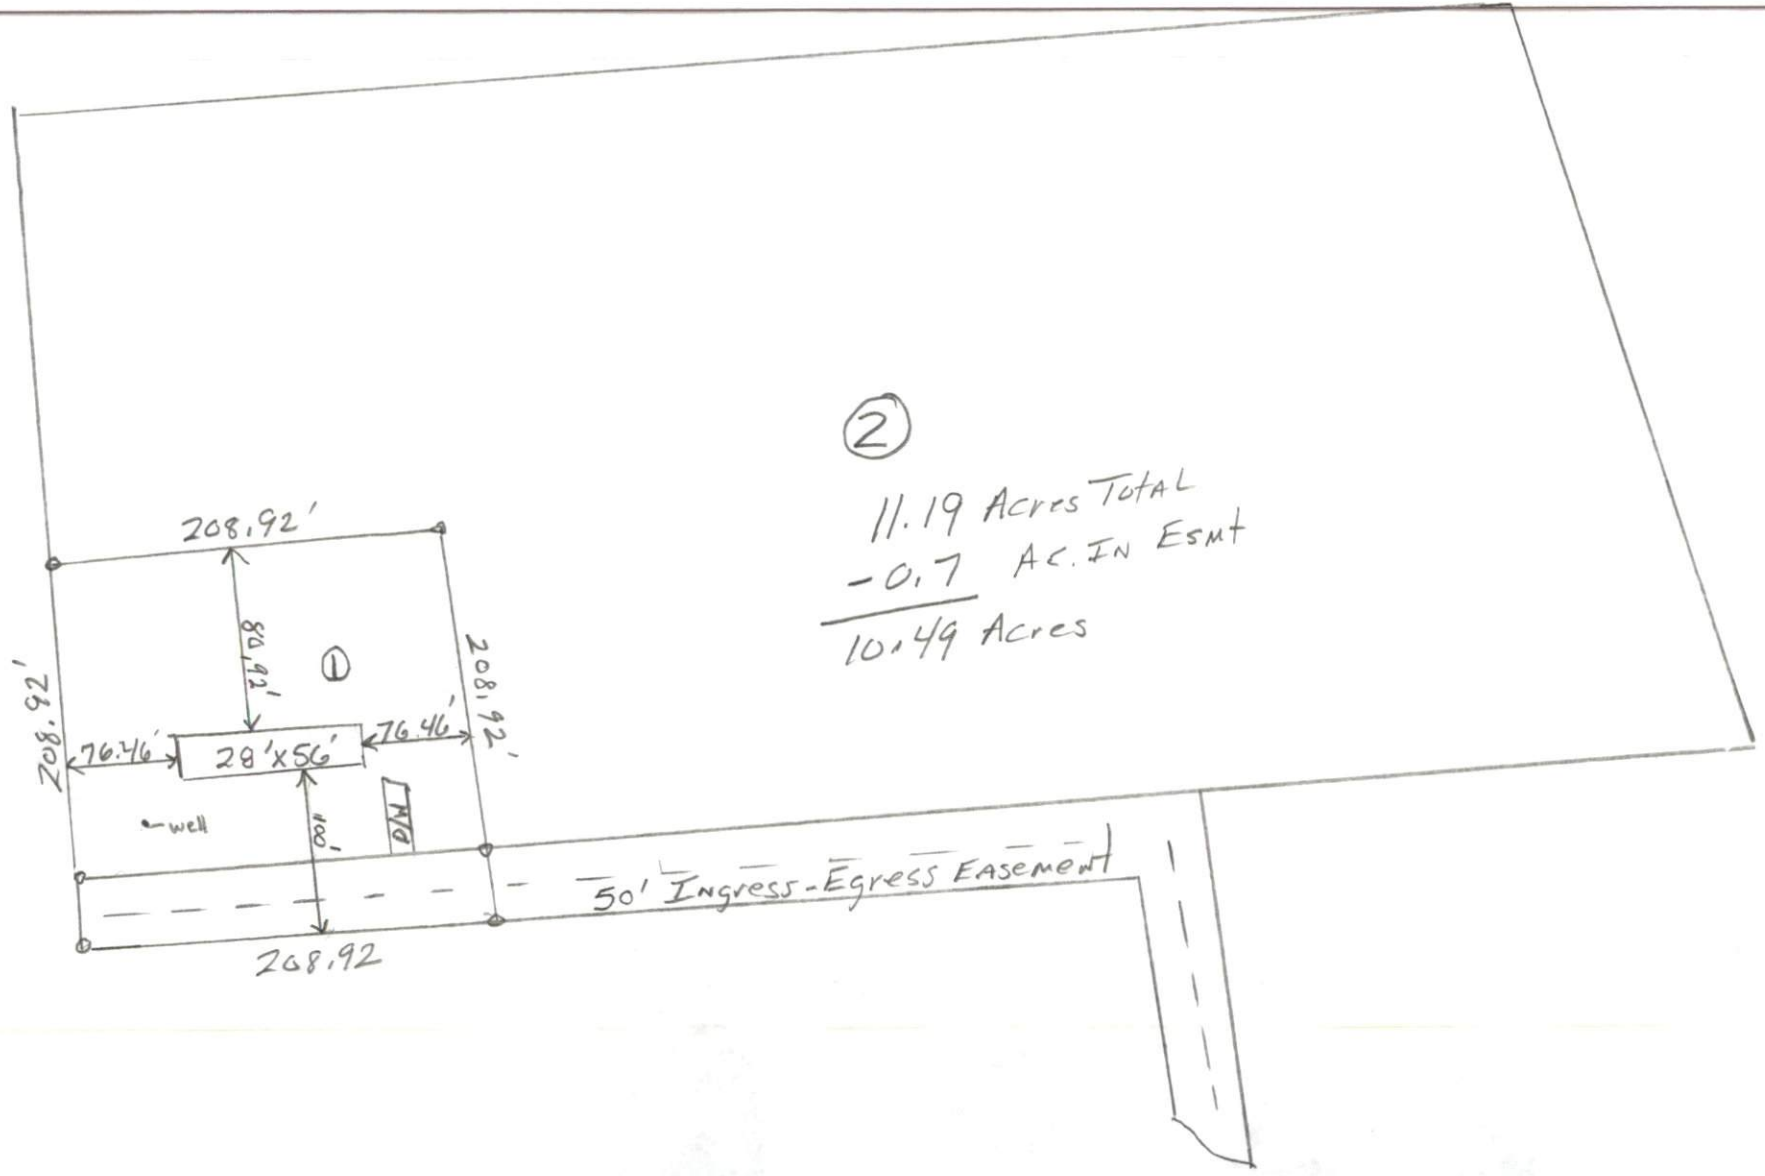 ②
11.19 Acres Total
-0.7 Ac. In Esmt
10.49 Acres
208.92'
80.92'
①
208.92'
208.92'
76.46'
28'x56'
76.46'
well
100'
50' Ingress-Egress Easement
208.92